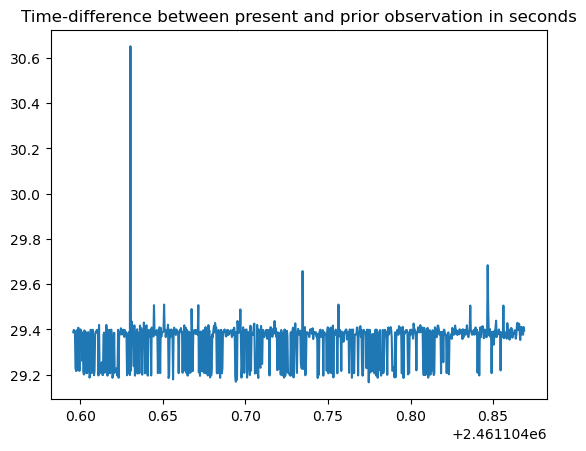 Time-difference between present and prior observation in seconds
30.6
30.4
30.2
30.0
29.8
29.6
29.4
29.2
0.60 0.65 0.70 0.75 0.80 0.85
+2.461104e6